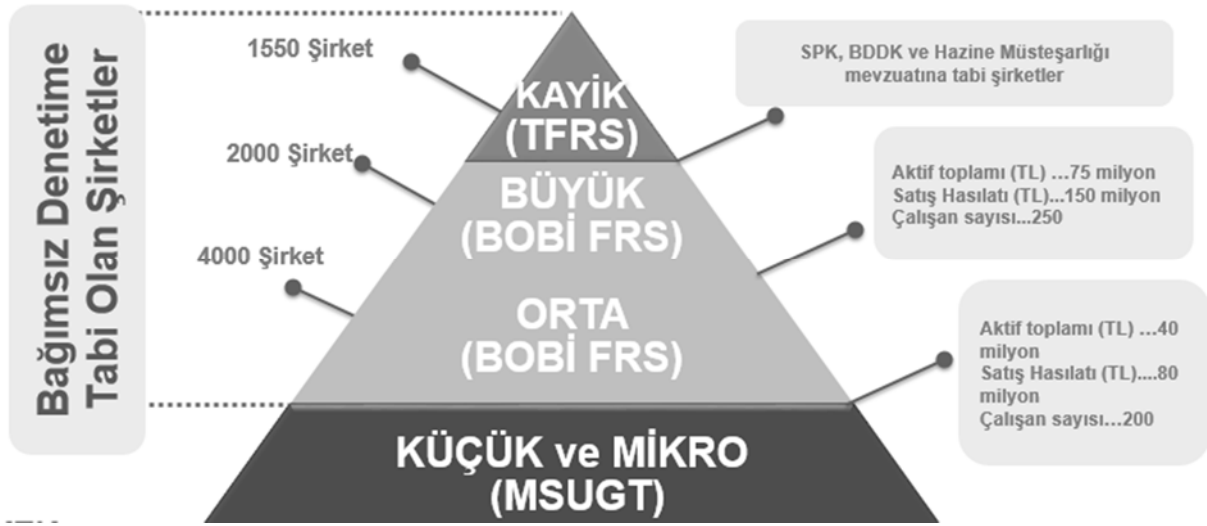 Bağımsız Denetime
Tabi Olan Şirketler
1550 Şirket
2000 Şirket
4000 Şirket
KAYİK
(TFRS)
BÜYÜK
(BOBİ FRS)
ORTA
(BOBİ FRS)
KÜÇÜK ve MİKRO
(MSUGT)
SPK, BDDK ve Hazine Müsteşarlığı
mevzuatına tabi şirketler
Aktif toplamı (TL) ...75 milyon
Satış Hasılatı (TL)...150 milyon
Çalışan sayısı...250
Aktif toplamı (TL) ...40
milyon
Satış Hasılatı (TL)....80
milyon
Çalışan sayısı...200